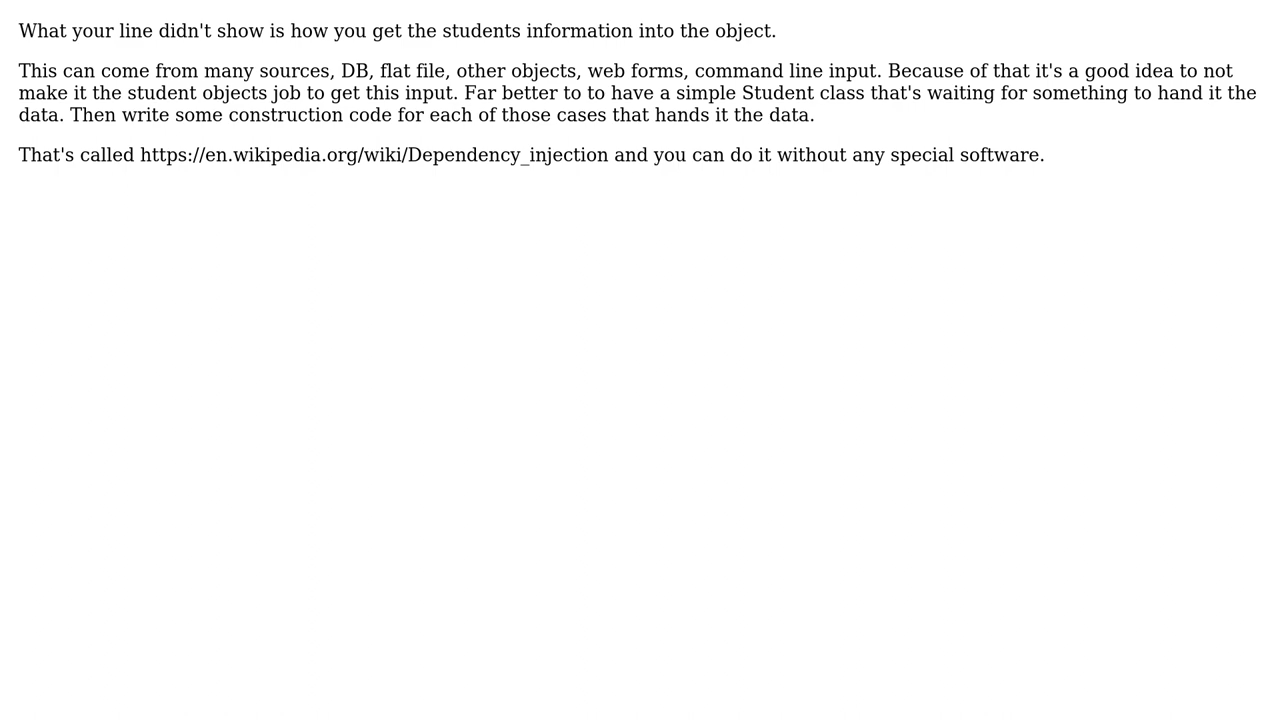 What your line didn't show is how you get the students information into the object.
This can come from many sources, DB, flat file, other objects, web forms, command line input. Because of that it's a good idea to not
make it the student objects job to get this input. Far better to to have a simple Student class that's waiting for something to hand it the
data. Then write some construction code for each of those cases that hands it the data.
That's called https://en.wikipedia.org/wiki/Dependency_injection and you can do it without any special software.